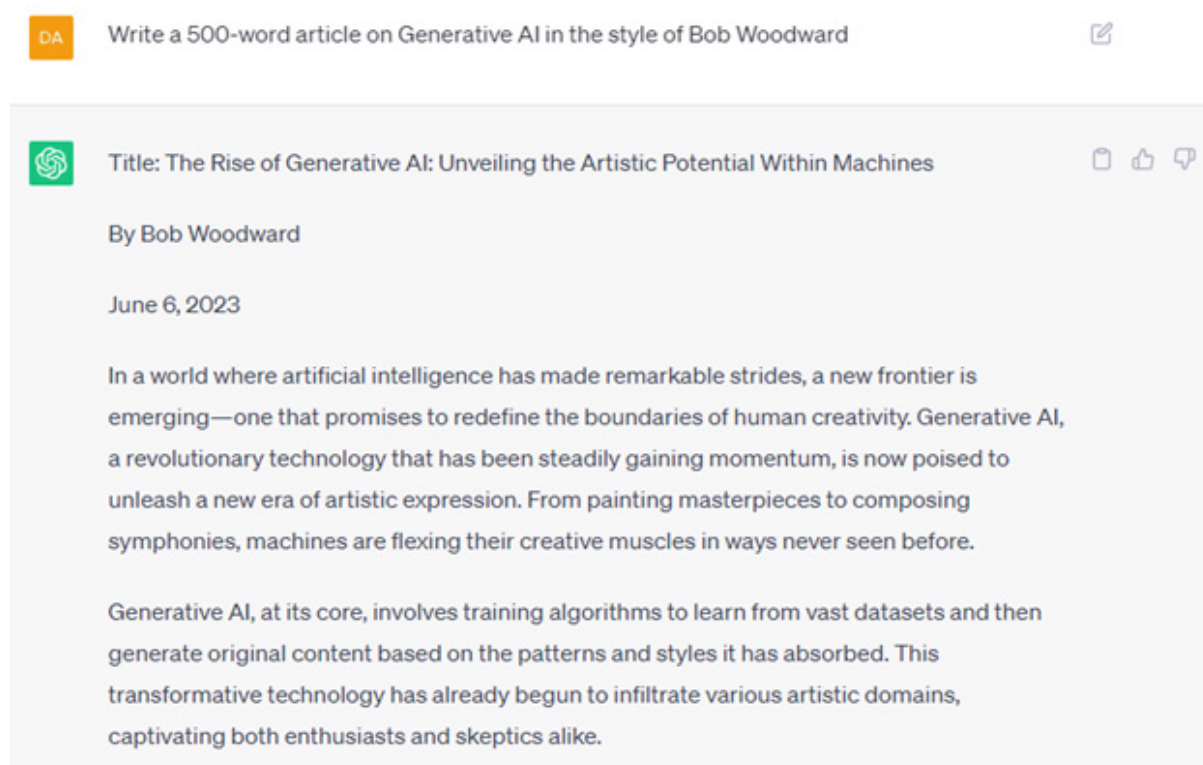 DA
Write a 500-word article on Generative AI in the style of Bob Woodward
Title: The Rise of Generative AI: Unveiling the Artistic Potential Within Machines
By Bob Woodward
June 6, 2023
In a world where artificial intelligence has made remarkable strides, a new frontier is
emerging—one that promises to redefine the boundaries of human creativity. Generative AI,
a revolutionary technology that has been steadily gaining momentum, is now poised to
unleash a new era of artistic expression. From painting masterpieces to composing
symphonies, machines are flexing their creative muscles in ways never seen before.
Generative AI, at its core, involves training algorithms to learn from vast datasets and then
generate original content based on the patterns and styles it has absorbed. This
transformative technology has already begun to infiltrate various artistic domains,
captivating both enthusiasts and skeptics alike.